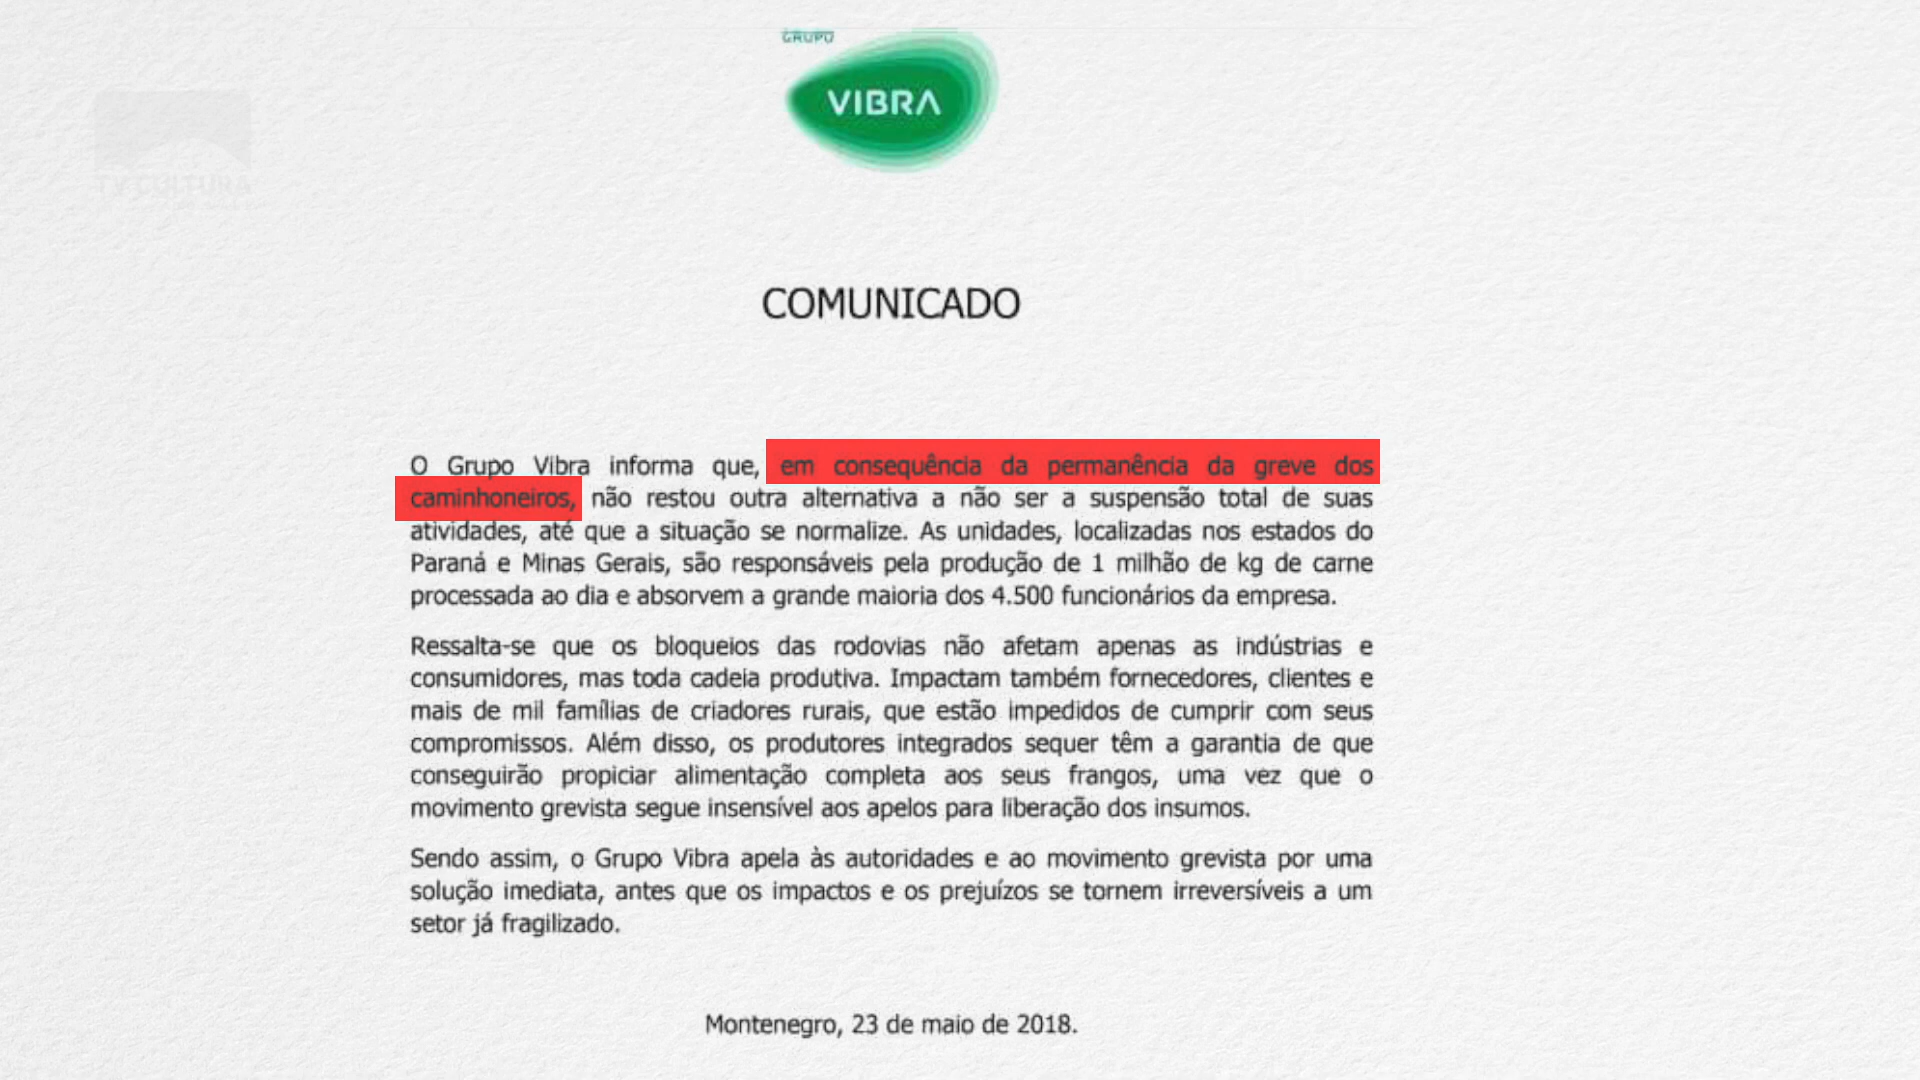 GRUPO
VIBRA
TV CULTURA
COMUNICADO
O Grupo Vibra informa que, em consequência da permanência da greve dos
caminhoneiros, não restou outra alternativa a não ser a suspensão total de suas
atividades, até que a situação se normalize. As unidades, localizadas nos estados do
Paraná e Minas Gerais, são responsáveis pela produção de 1 milhão de kg de carne
processada ao dia e absorvem a grande maioria dos 4.500 funcionários da empresa.
Ressalta-se que os bloqueios das rodovias não afetam apenas as indústrias e
consumidores, mas toda cadeia produtiva. Impactam também fornecedores, clientes e
mais de mil famílias de criadores rurais, que estão impedidos de cumprir com seus
compromissos. Além disso, os produtores integrados sequer têm a garantia de que
conseguirão propiciar alimentação completa aos seus frangos, uma vez que o
movimento grevista segue insensível aos apelos para liberação dos insumos.
Sendo assim, o Grupo Vibra apela às autoridades e ao movimento grevista por uma
solução imediata, antes que os impactos e os prejuízos se tornem irreversíveis a um
setor já fragilizado.
Montenegro, 23 de maio de 2018.